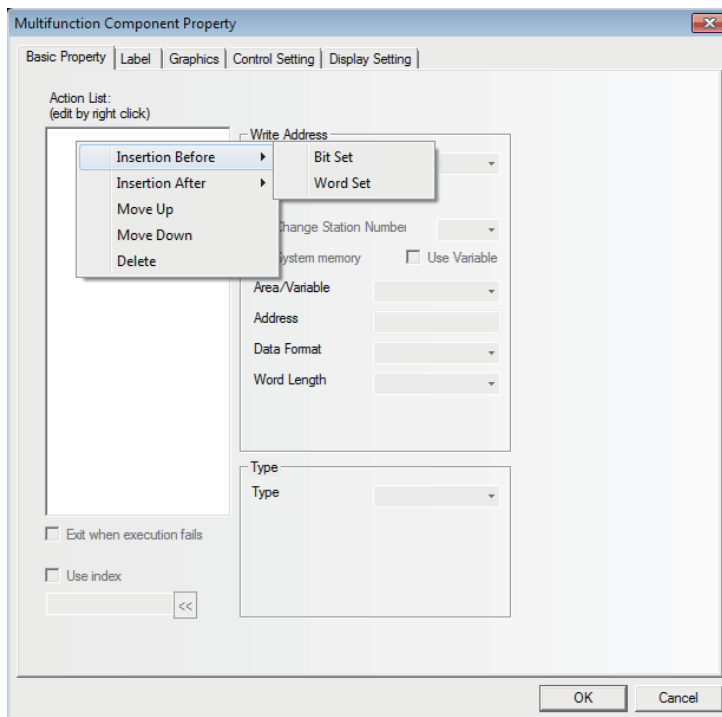 Multifunction Component Property
Basic Property Label Graphics Control Setting Display Setting
Action List:
(edit by right click)
Write Address
Insertion Before
Insertion After
Move Up
Move Down
Delete
Bit Set
Word Set
Change Station Number
System memory Use Variable
Area/Variable
Address
Data Format
Word Length
Type
Type
Exit when execution fails
Use index
<<
OK Cancel